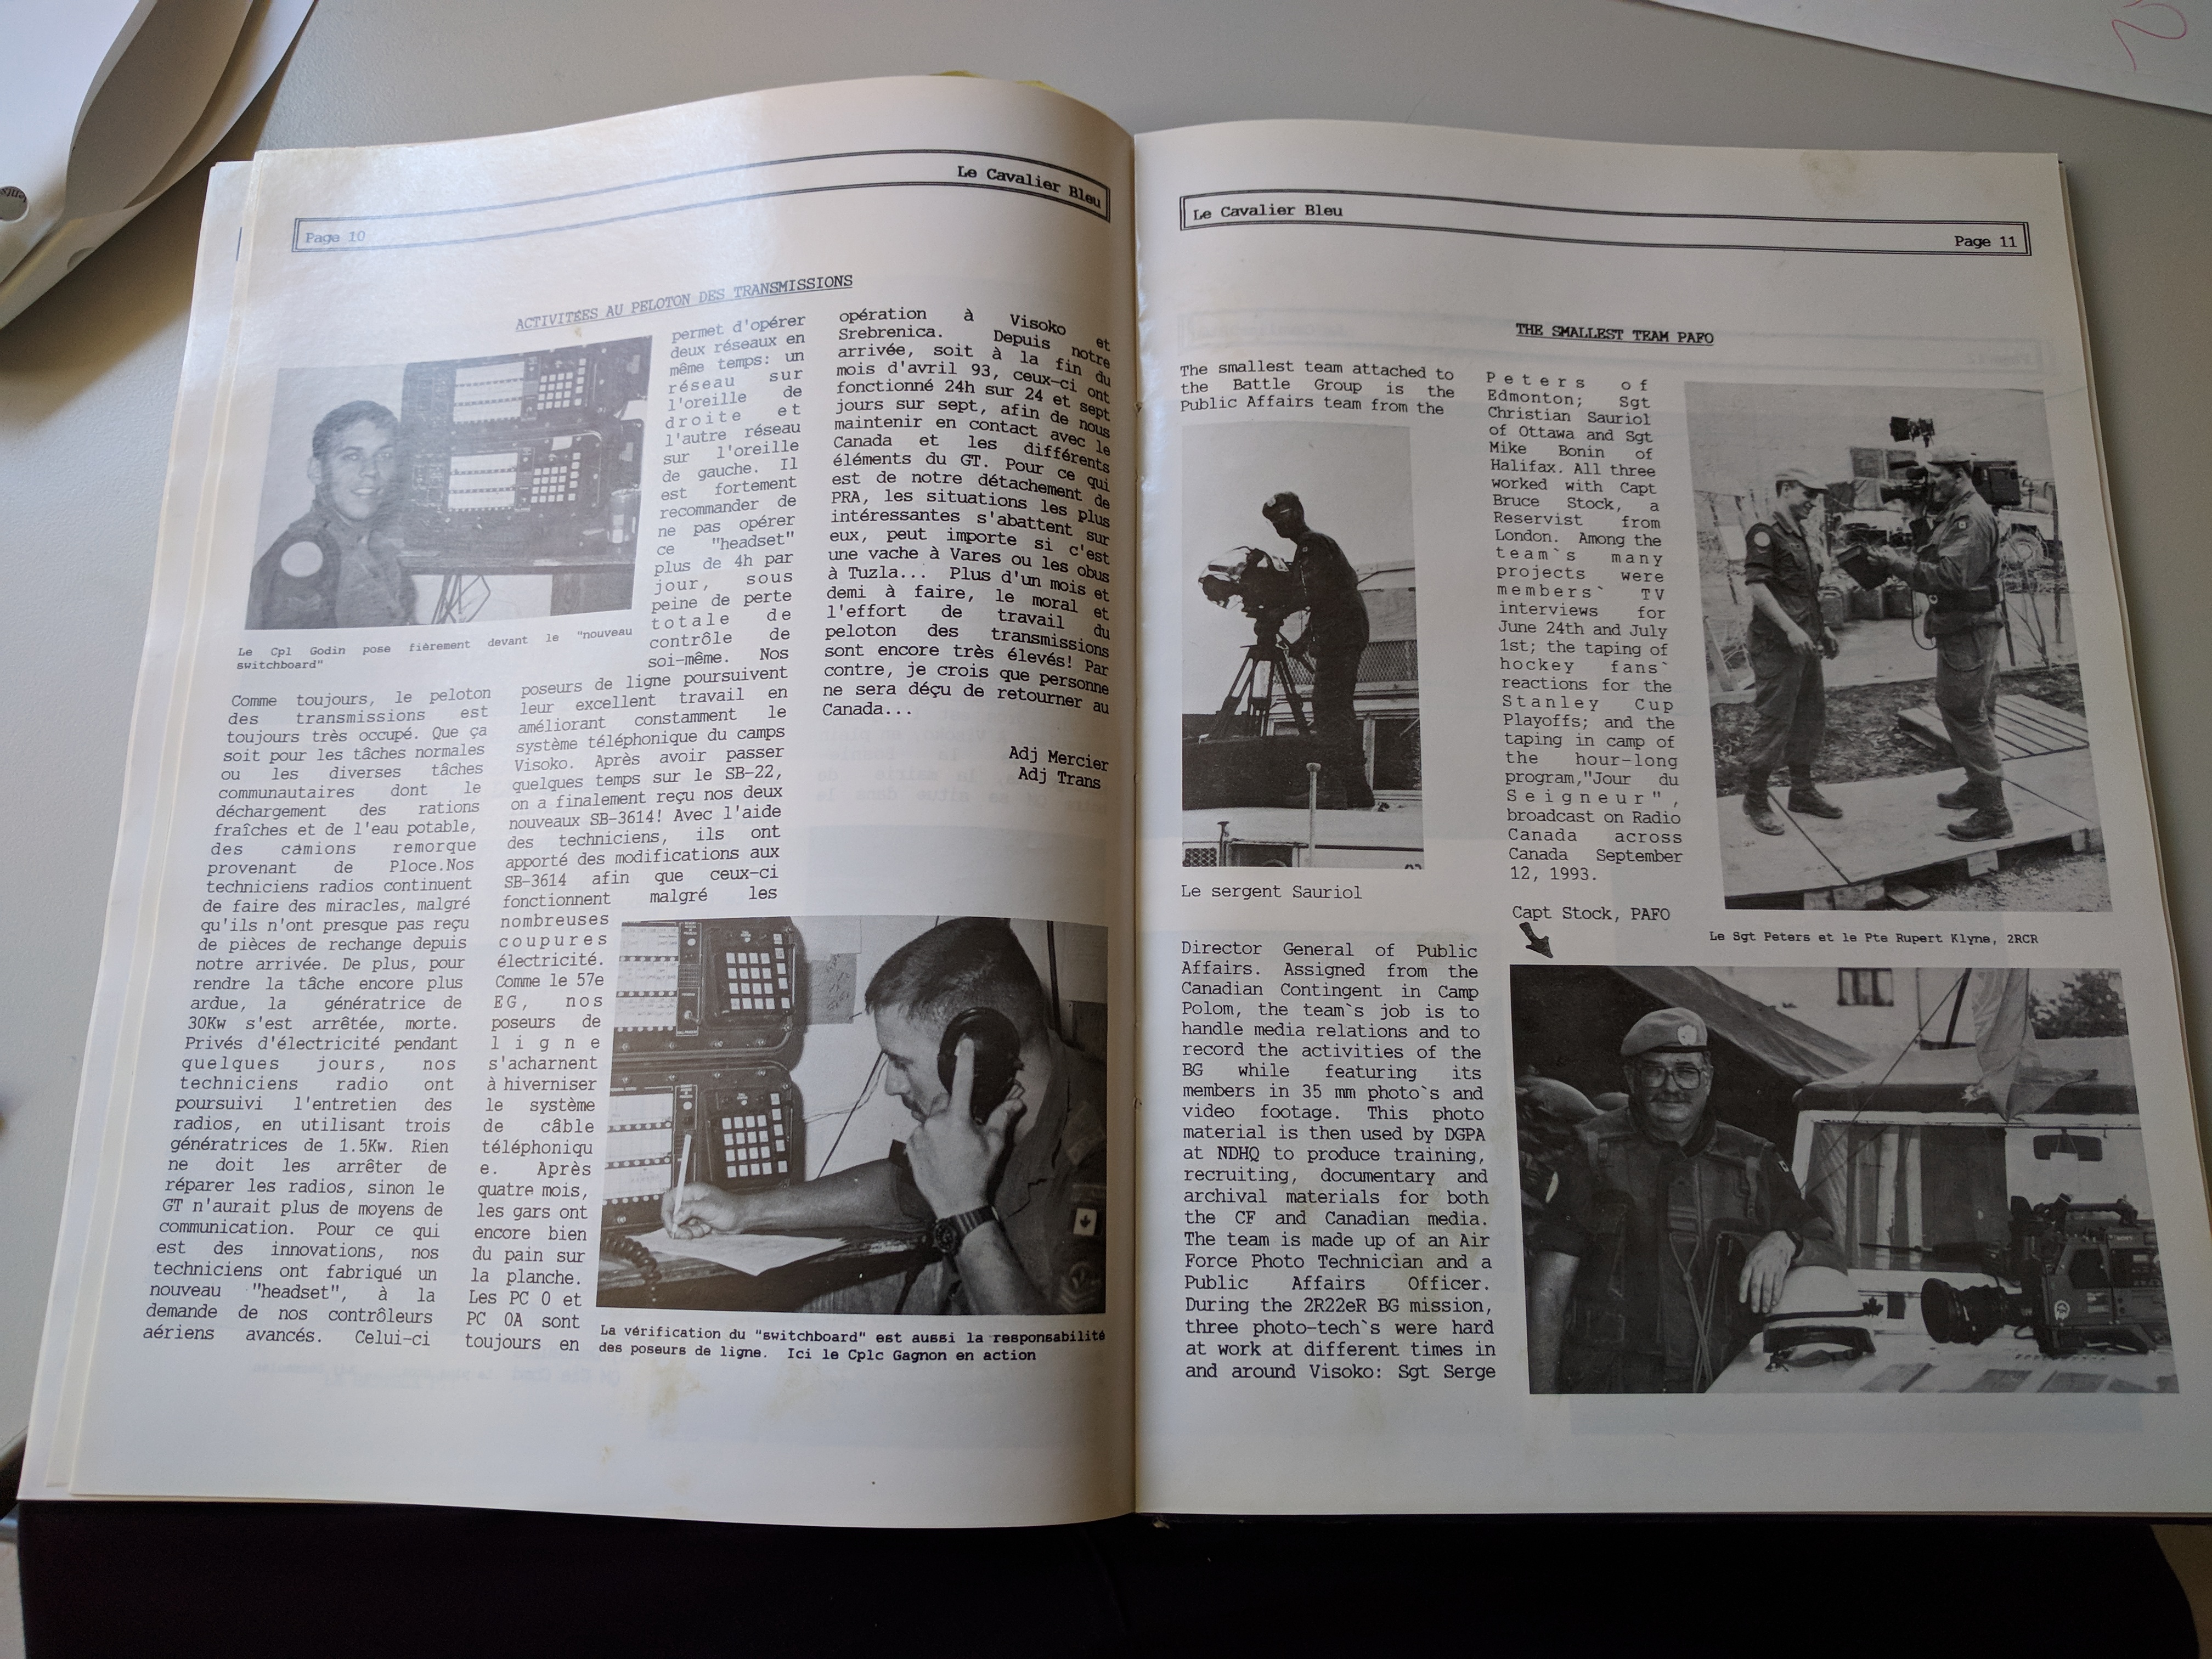 Le Cavalier Bleu
Page 10
ACTIVITÉES AU PELOTON DES TRANSMISSIONS
Le Cpl Godin pose fièrement devant le "nouveau
switchboard"
Comme toujours, le peloton
des transmissions est
toujours très occupé. Que ça
soit pour les tâches normales
ou les diverses tâches
communautaires dont le
déchargement des rations
fraîches et de l'eau potable,
des camions remorque
provenant de Ploce.Nos
techniciens radios continuent
de faire des miracles, malgré
qu'ils n'ont presque pas reçu
de pièces de rechange depuis
notre arrivée. De plus, pour
rendre la tâche encore plus
ardue, la génératrice de
30Kw s'est arrêtée, morte.
Privés d'électricité pendant
quelques jours, nos
techniciens radio ont
poursuivi l'entretien des
radios, en utilisant trois
génératrices de 1.5Kw. Rien
ne doit les arrêter de
réparer les radios, sinon le
GT n'aurait plus de moyens de
communication. Pour ce qui
est des innovations, nos
techniciens ont fabriqué un
nouveau "headset", à la
demande de nos contrôleurs
aériens avancés. Celui-ci
permet d'opérer
deux réseaux en
même temps: un
réseau sur
l'oreille de
droite et
l'autre réseau
sur l'oreille
de gauche. Il
est fortement
recommander de
ne pas opérer
ce "headset"
plus de 4h par
jour, sous
peine de perte
totale de
contrôle de
soi-même. Nos
poseurs de ligne poursuivent
leur excellent travail en
améliorant constamment le
système téléphonique du camps
Visoko. Après avoir passer
quelques temps sur le SB-22,
on a finalement reçu nos deux
nouveaux SB-3614! Avec l'aide
des techniciens, ils ont
apporté des modifications aux
SB-3614 afin que ceux-ci
fonctionnent malgré les
nombreuses
coupures
électricité.
Comme le 57e
EG, nos
poseurs de
ligne
s'acharnent
à hiverniser
le système
de câble
téléphoniqu
e. Après
quatre mois,
les gars ont
encore bien
du pain sur
la planche.
Les PC 0 et
PC 0A sont
toujours en
opération à Visoko et
Srebrenica. Depuis notre
arrivée, soit à la fin du
mois d'avril 93, ceux-ci ont
fonctionné 24h sur 24 et sept
jours sur sept, afin de nous
maintenir en contact avec le
Canada et les différents
éléments du GT. Pour ce qui
est de notre détachement de
PRA, les situations les plus
intéressantes s'abattent sur
eux, peut importe si c'est
une vache à Vares ou les obus
à Tuzla... Plus d'un mois et
demi à faire, le moral et
l'effort de travail du
peloton des transmissions
sont encore très élevés! Par
contre, je crois que personne
ne sera déçu de retourner au
Canada...
Adj Mercier
Adj Trans
La vérification du "switchboard" est aussi la responsabilité
des poseurs de ligne. Ici le Cplc Gagnon en action
Le Cavalier Bleu
Page 11
THE SMALLEST TEAM PAFO
The smallest team attached to
the Battle Group is the
Public Affairs team from the
Le sergent Sauriol
Director General of Public
Affairs. Assigned from the
Canadian Contingent in Camp
Polom, the team`s job is to
handle media relations and to
record the activities of the
BG while featuring its
members in 35 mm photo`s and
video footage. This photo
material is then used by DGPA
at NDHQ to produce training,
recruiting, documentary and
archival materials for both
the CF and Canadian media.
The team is made up of an Air
Force Photo Technician and a
Public Affairs Officer.
During the 2R22eR BG mission,
three photo-tech`s were hard
at work at different times in
and around Visoko: Sgt Serge
Peters of
Edmonton; Sgt
Christian Sauriol
of Ottawa and Sgt
Mike Bonin of
Halifax. All three
worked with Capt
Bruce Stock, a
Reservist from
London. Among the
team`s many
projects were
members` TV
interviews for
June 24th and July
1st; the taping of
hockey fans`
reactions for the
Stanley Cup
Playoffs; and the
taping in camp of
the hour-long
program,"Jour du
Seigneur",
broadcast on Radio
Canada across
Canada September
12, 1993.
Capt Stock, PAFO
Le Sgt Peters et le Pte Rupert Klyne, 2RCR